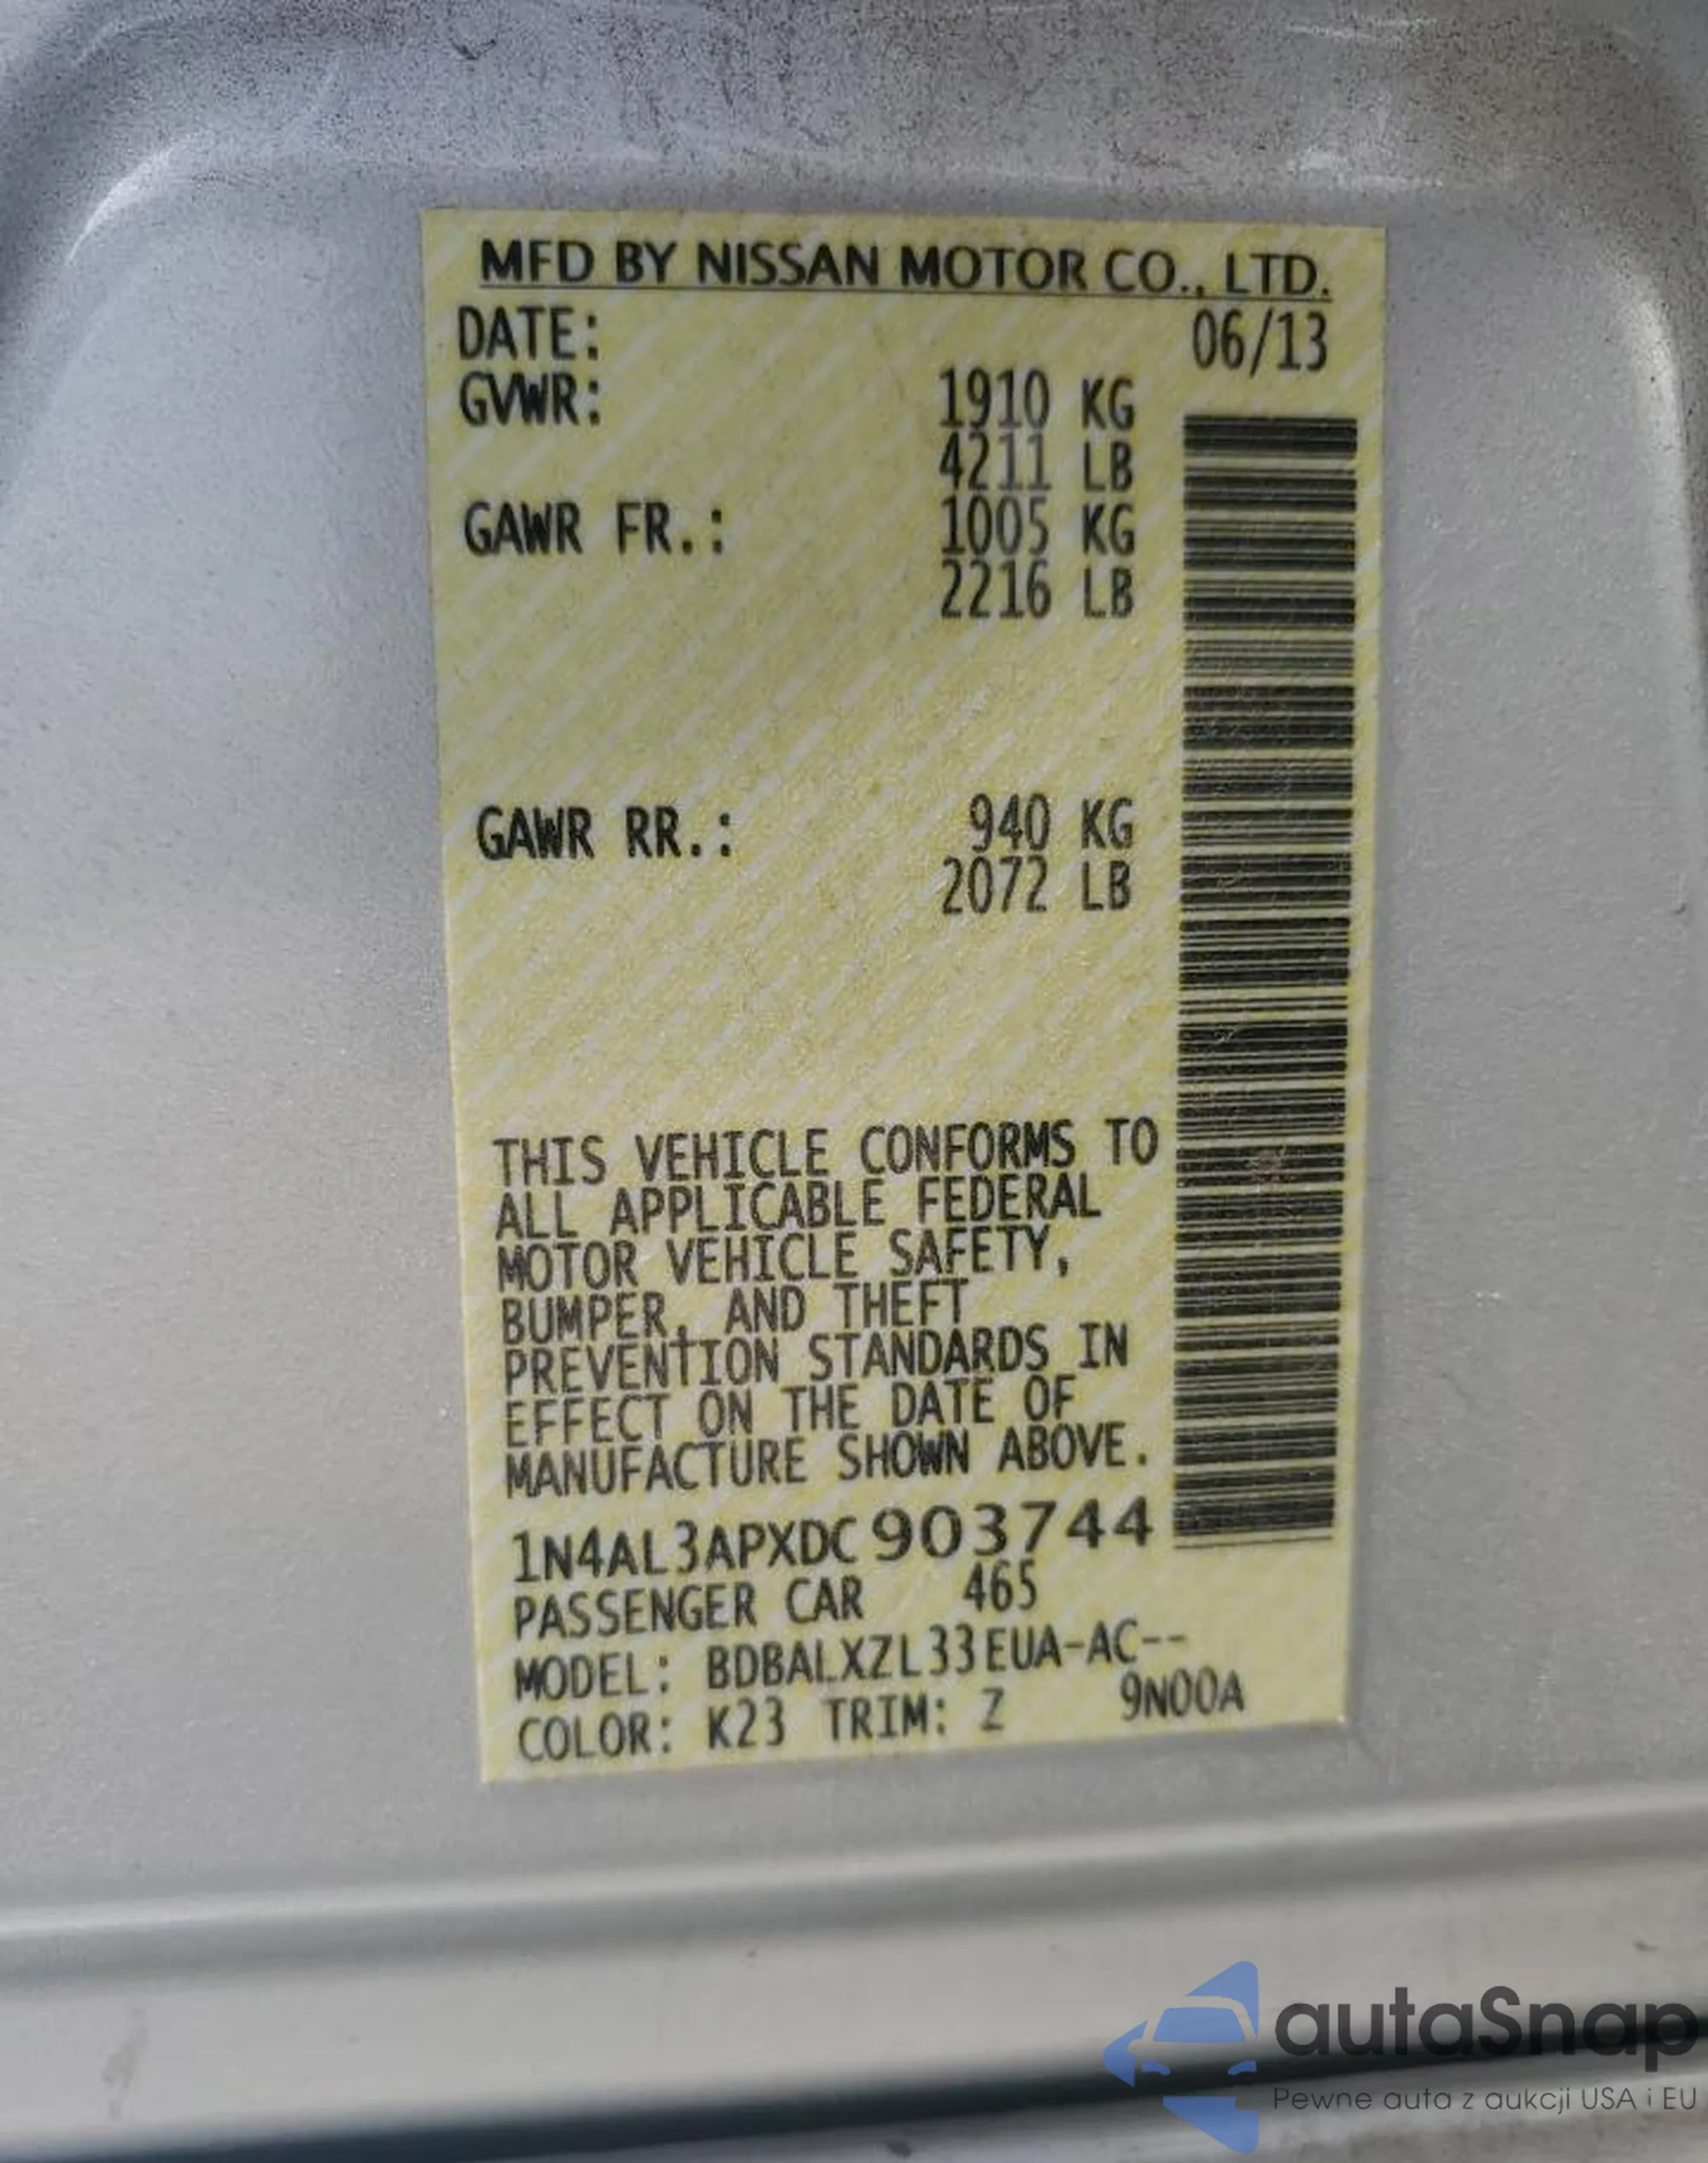 MFD BY NISSAN MOTOR CO., LTD.
DATE: 06/13
GVWR: 1910 KG
4211 LB
GAWR FR.: 1005 KG
2216 LB
GAWR RR.: 940 KG
2072 LB
THIS VEHICLE CONFORMS TO
ALL APPLICABLE FEDERAL
MOTOR VEHICLE SAFETY,
BUMPER, AND THEFT
PREVENTION STANDARDS IN
EFFECT ON THE DATE OF
MANUFACTURE SHOWN ABOVE.
1N4AL3APXDC903744
PASSENGER CAR 465
MODEL: BDBALXZL33EUA-AC--
COLOR: K23 TRIM: Z 9N00A
autaSnap
Pewne auta z aukcji USA i EU